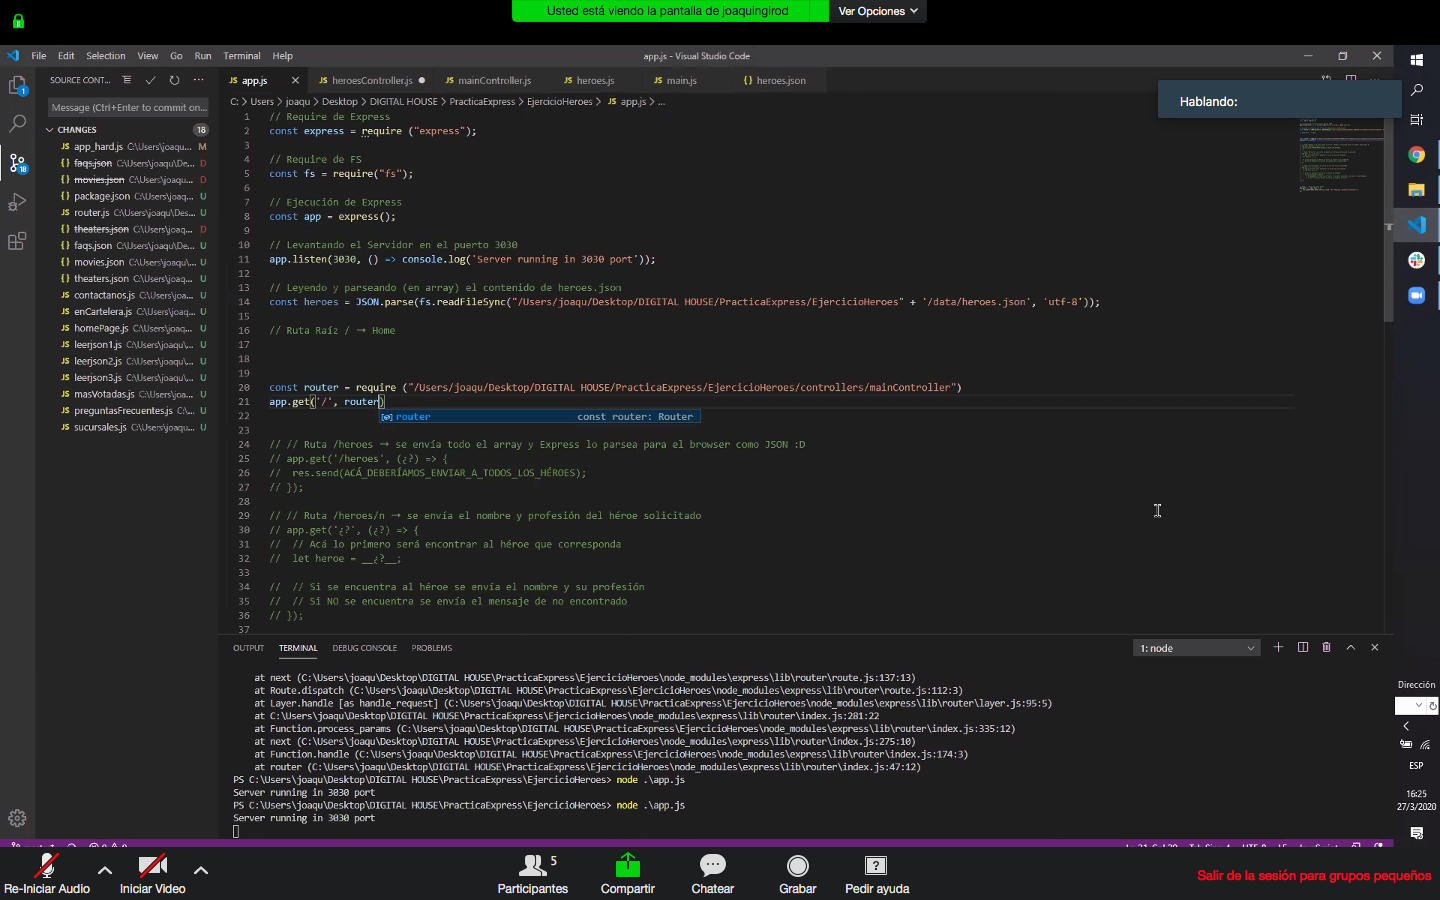 Usted está viendo la pantalla de joaquingirod
Ver Opciones
File Edit Selection View Go Run Terminal Help
app.js - Visual Studio Code
SOURCE CONT...
app.js
heroesController.js
mainController.js
heroes.js
main.js
heroes.json
Hablando:
Message (Ctrl+Enter to commit on...
CHANGES 18
app_hard.js C:\Users\joaqu\... M
faqs.json C:\Users\joaqu\De... D
movies.json C:\Users\joaqu... D
package.json C:\Users\joaqu... U
router.js C:\Users\joaqu\Des... U
theaters.json C:\Users\joaqu... D
faqs.json C:\Users\joaqu\De... U
movies.json C:\Users\joaqu... U
theaters.json C:\Users\joaq... U
contactanos.js C:\Users\joaq... U
enCartelera.js C:\Users\joaq... U
homePage.js C:\Users\joaq... U
leerjson1.js C:\Users\joaqu\... U
leerjson2.js C:\Users\joaqu\... U
leerjson3.js C:\Users\joaqu\... U
masVotadas.js C:\Users\joa... U
preguntasFrecuentes.js C:\... U
sucursales.js C:\Users\joaqu... U
C: > Users > joaqu > Desktop > DIGITAL HOUSE > PracticaExpress > EjercicioHeroes > app.js > ...
1 // Require de Express
2 const express = require ("express");
3
4 // Require de FS
5 const fs = require("fs");
6
7 // Ejecución de Express
8 const app = express();
9
10 // Levantando el Servidor en el puerto 3030
11 app.listen(3030, () => console.log('Server running in 3030 port'));
12
13 // Leyendo y parseando (en array) el contenido de heroes.json
14 const heroes = JSON.parse(fs.readFileSync("/Users/joaqu/Desktop/DIGITAL HOUSE/PracticaExpress/EjercicioHeroes" + '/data/heroes.json', 'utf-8'));
15
16 // Ruta Raíz / → Home
17
18
19
20 const router = require ("/Users/joaqu/Desktop/DIGITAL HOUSE/PracticaExpress/EjercicioHeroes/controllers/mainController")
21 app.get('/', router)
router const router: Router
22
23
24 // // Ruta /heroes → se envía todo el array y Express lo parsea para el browser como JSON :D
25 // app.get('/heroes', (¿?) => {
26 // res.send(ACÁ_DEBERÍAMOS_ENVIAR_A_TODOS_LOS_HÉROES);
27 // });
28
29 // // Ruta /heroes/n → se envía el nombre y profesión del héroe solicitado
30 // app.get('¿?', (¿?) => {
31 // // Acá lo primero será encontrar al héroe que corresponda
32 // let heroe = __¿?__;
33
34 // // Si se encuentra al héroe se envía el nombre y su profesión
35 // // Si NO se encuentra se envía el mensaje de no encontrado
36 // });
37
OUTPUT TERMINAL DEBUG CONSOLE PROBLEMS
1: node
at next (C:\Users\joaqu\Desktop\DIGITAL HOUSE\PracticaExpress\EjercicioHeroes\node_modules\express\lib\router\route.js:137:13)
at Route.dispatch (C:\Users\joaqu\Desktop\DIGITAL HOUSE\PracticaExpress\EjercicioHeroes\node_modules\express\lib\router\route.js:112:3)
at Layer.handle [as handle_request] (C:\Users\joaqu\Desktop\DIGITAL HOUSE\PracticaExpress\EjercicioHeroes\node_modules\express\lib\router\layer.js:95:5)
at C:\Users\joaqu\Desktop\DIGITAL HOUSE\PracticaExpress\EjercicioHeroes\node_modules\express\lib\router\index.js:281:22
at Function.process_params (C:\Users\joaqu\Desktop\DIGITAL HOUSE\PracticaExpress\EjercicioHeroes\node_modules\express\lib\router\index.js:335:12)
at next (C:\Users\joaqu\Desktop\DIGITAL HOUSE\PracticaExpress\EjercicioHeroes\node_modules\express\lib\router\index.js:275:10)
at Function.handle (C:\Users\joaqu\Desktop\DIGITAL HOUSE\PracticaExpress\EjercicioHeroes\node_modules\express\lib\router\index.js:174:3)
at router (C:\Users\joaqu\Desktop\DIGITAL HOUSE\PracticaExpress\EjercicioHeroes\node_modules\express\lib\router\index.js:47:12)
PS C:\Users\joaqu\Desktop\DIGITAL HOUSE\PracticaExpress\EjercicioHeroes> node .\app.js
Server running in 3030 port
PS C:\Users\joaqu\Desktop\DIGITAL HOUSE\PracticaExpress\EjercicioHeroes> node .\app.js
Server running in 3030 port
Dirección
ESP
16:25
27/3/2020
Re-Iniciar Audio
Iniciar Video
5
Participantes
Compartir
Chatear
Grabar
Pedir ayuda
Salir de la sesión para grupos pequeños